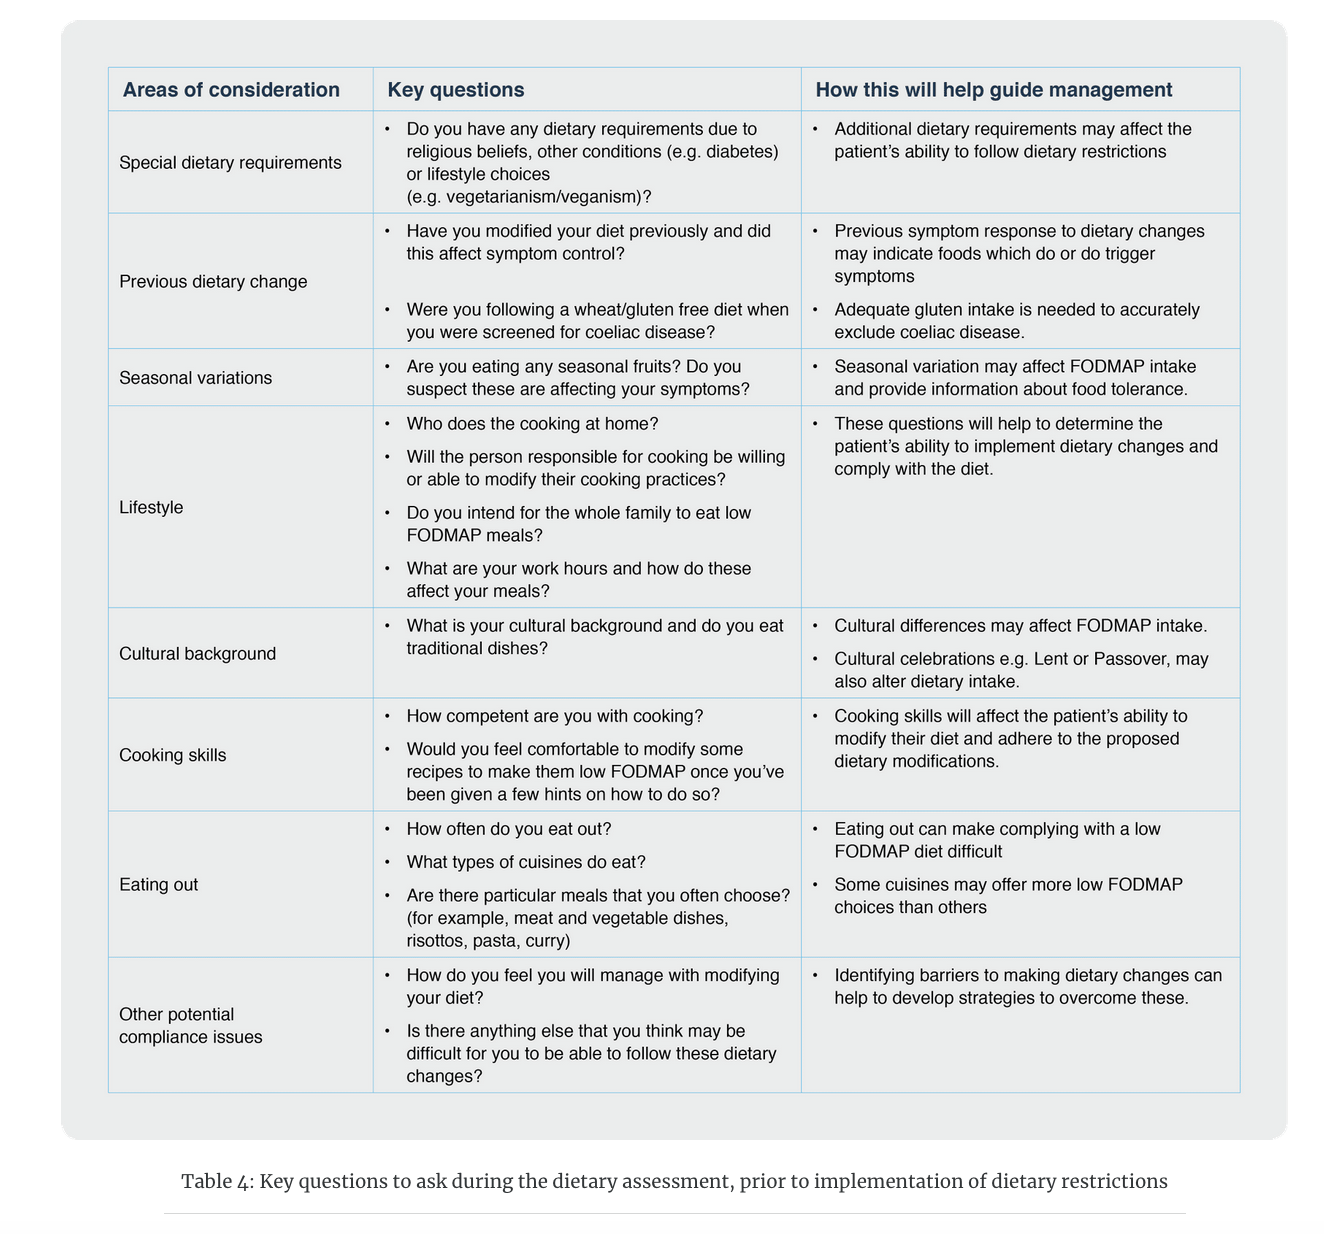 Areas of consideration
Key questions
How this will help guide management
Special dietary requirements
• Do you have any dietary requirements due to
religious beliefs, other conditions (e.g. diabetes)
or lifestyle choices
(e.g. vegetarianism/veganism)?
• Additional dietary requirements may affect the
patient's ability to follow dietary restrictions
Previous dietary change
• Have you modified your diet previously and did
this affect symptom control?
• Were you following a wheat/gluten free diet when
you were screened for coeliac disease?
• Previous symptom response to dietary changes
may indicate foods which do or do trigger
symptoms
• Adequate gluten intake is needed to accurately
exclude coeliac disease.
Seasonal variations
• Are you eating any seasonal fruits? Do you
suspect these are affecting your symptoms?
• Seasonal variation may affect FODMAP intake
and provide information about food tolerance.
Lifestyle
• Who does the cooking at home?
• Will the person responsible for cooking be willing
or able to modify their cooking practices?
• Do you intend for the whole family to eat low
FODMAP meals?
• What are your work hours and how do these
affect your meals?
• These questions will help to determine the
patient's ability to implement dietary changes and
comply with the diet.
Cultural background
• What is your cultural background and do you eat
traditional dishes?
• Cultural differences may affect FODMAP intake.
• Cultural celebrations e.g. Lent or Passover, may
also alter dietary intake.
Cooking skills
• How competent are you with cooking?
• Would you feel comfortable to modify some
recipes to make them low FODMAP once you've
been given a few hints on how to do so?
• Cooking skills will affect the patient's ability to
modify their diet and adhere to the proposed
dietary modifications.
Eating out
• How often do you eat out?
• What types of cuisines do eat?
• Are there particular meals that you often choose?
(for example, meat and vegetable dishes,
risottos, pasta, curry)
• Eating out can make complying with a low
FODMAP diet difficult
• Some cuisines may offer more low FODMAP
choices than others
Other potential
compliance issues
• How do you feel you will manage with modifying
your diet?
• Is there anything else that you think may be
difficult for you to be able to follow these dietary
changes?
• Identifying barriers to making dietary changes can
help to develop strategies to overcome these.
Table 4: Key questions to ask during the dietary assessment, prior to implementation of dietary restrictions